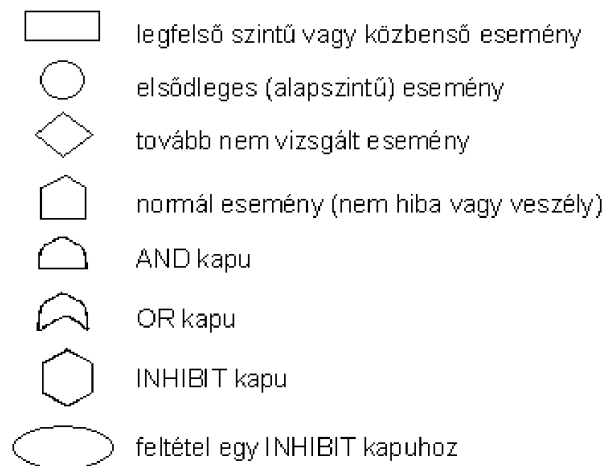 legfelső szintű vagy közbenső esemény
elsődleges (alapszintű) esemény
tovább nem vizsgált esemény
normál esemény (nem hiba vagy veszély)
AND kapu
OR kapu
INHIBIT kapu
feltétel egy INHIBIT kapuhoz